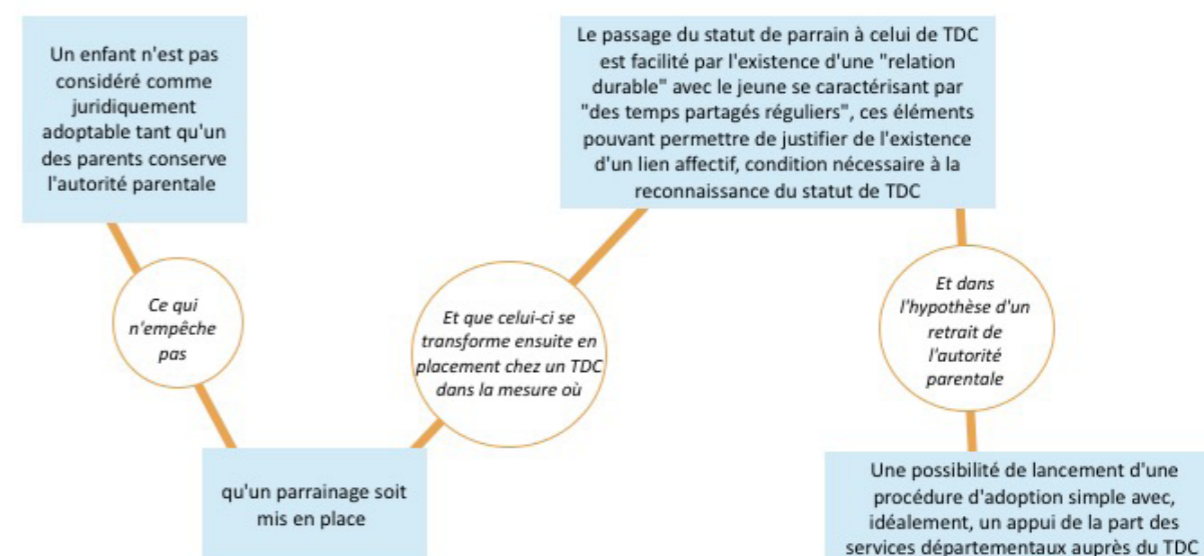 Un enfant n'est pas
considéré comme
juridiquement
adoptable tant qu'un
des parents conserve
l'autorité parentale
Ce qui
n'empêche
pas
qu'un parrainage soit
mis en place
Et que celui-ci se
transforme ensuite en
placement chez un TDC
dans la mesure où
Le passage du statut de parrain à celui de TDC
est facilité par l'existence d'une "relation
durable" avec le jeune se caractérisant par
"des temps partagés réguliers", ces éléments
pouvant permettre de justifier de l'existence
d'un lien affectif, condition nécessaire à la
reconnaissance du statut de TDC
Et dans
l'hypothèse d'un
retrait de
l'autorité
parentale
Une possibilité de lancement d'une
procédure d'adoption simple avec,
idéalement, un appui de la part des
services départementaux auprès du TDC